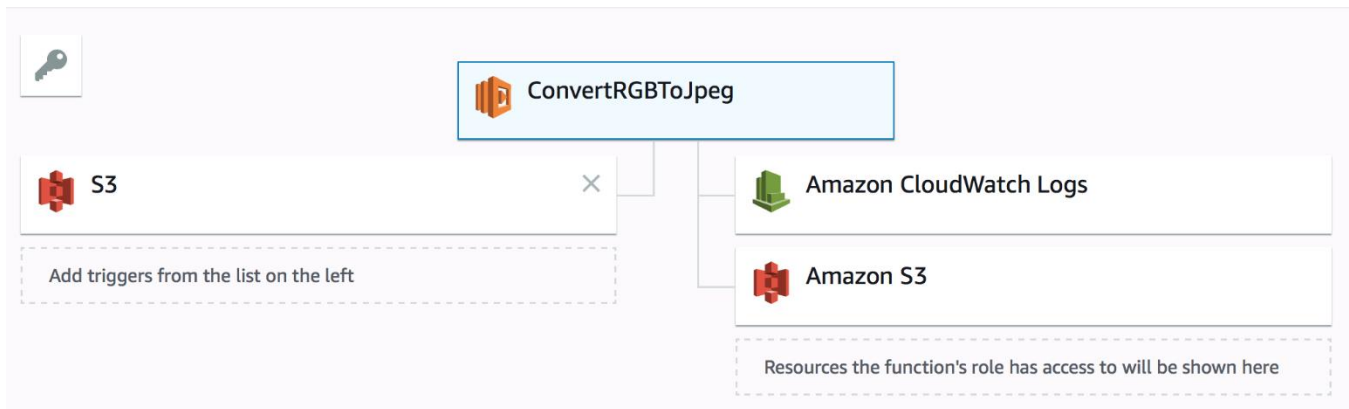 ConvertRGBToJpeg
S3
Amazon CloudWatch Logs
Add triggers from the list on the left
Amazon S3
Resources the function's role has access to will be shown here